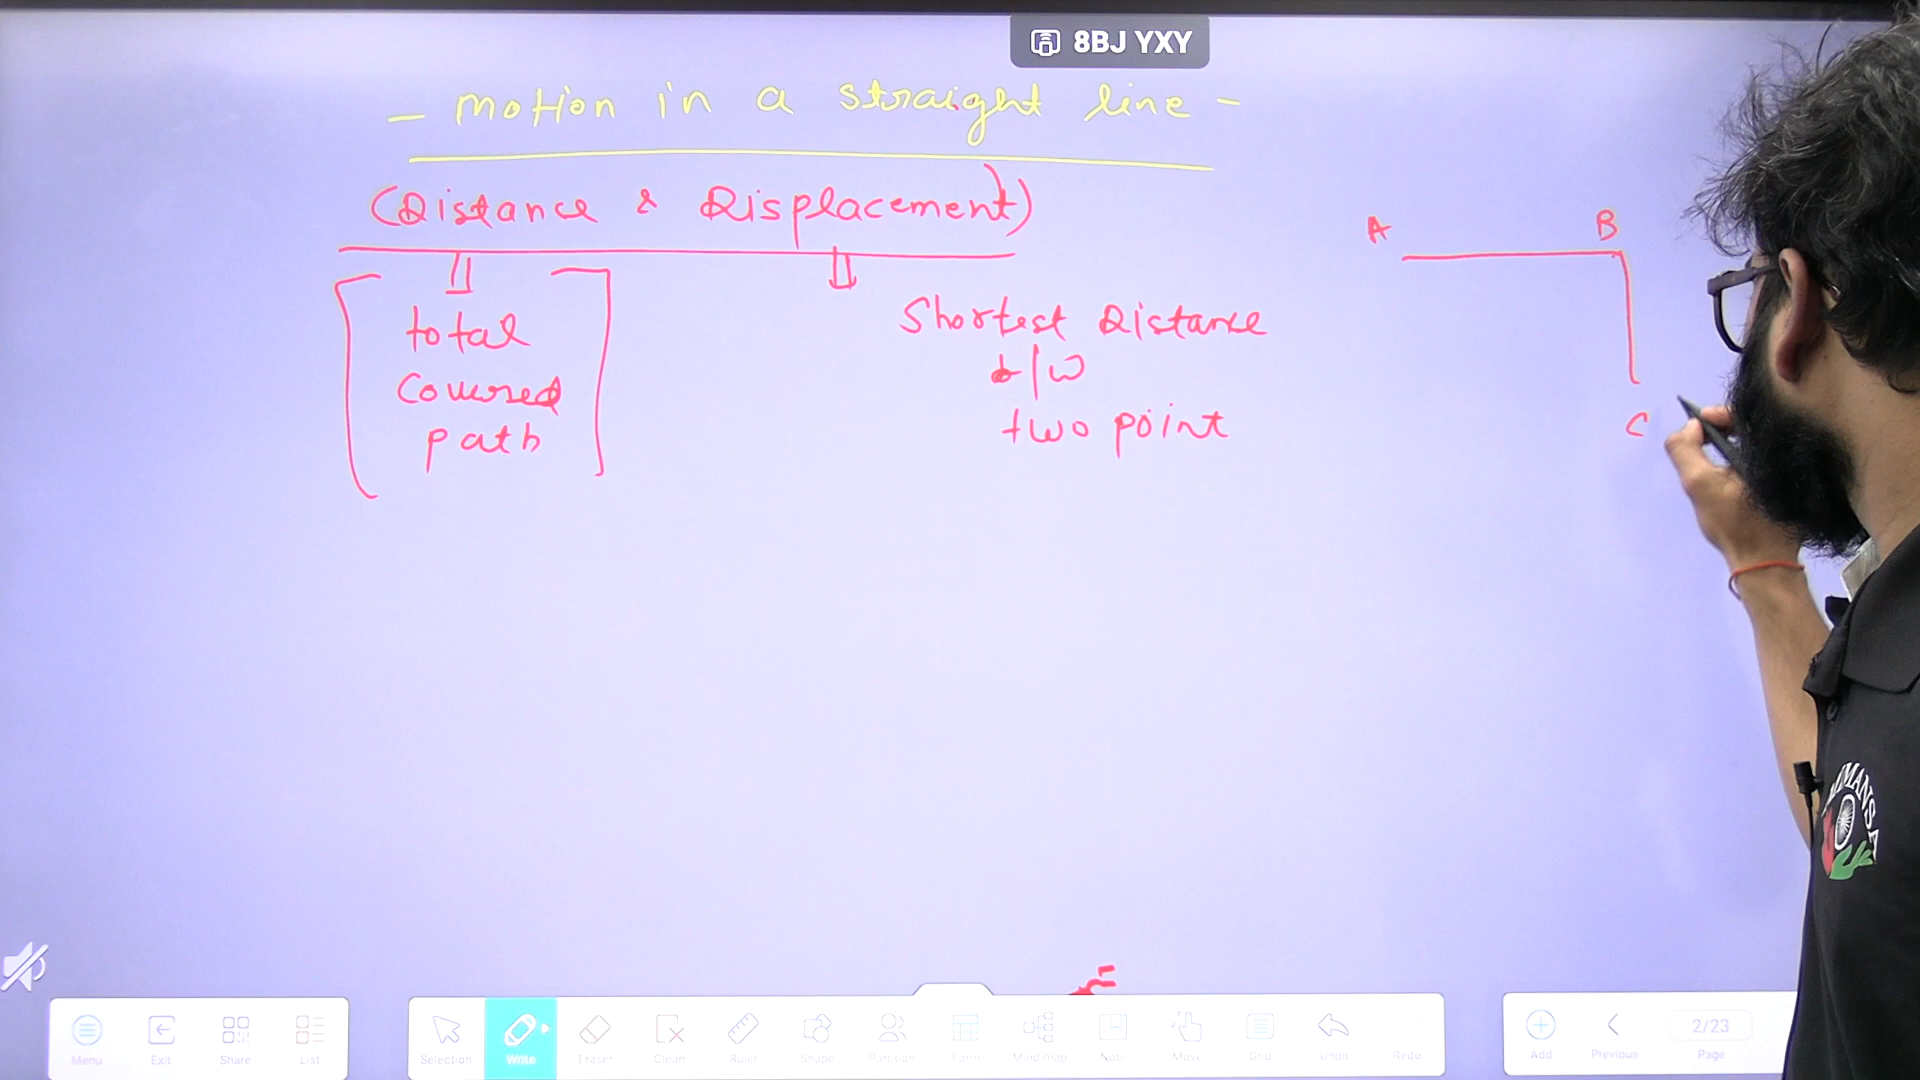 8BJ YXY
- motion in a straight line -
(Distance & Displacement)
total
covered
path
Shortest Distance
b/w
two point
A
B
C
Menu
Exit
Share
List
Selection
Write
Eraser
Clean
Ruler
Shape
Partition
Form
Mind map
Note
Move
Grid
Undo
Redo
Add
Previous
2/23
Page